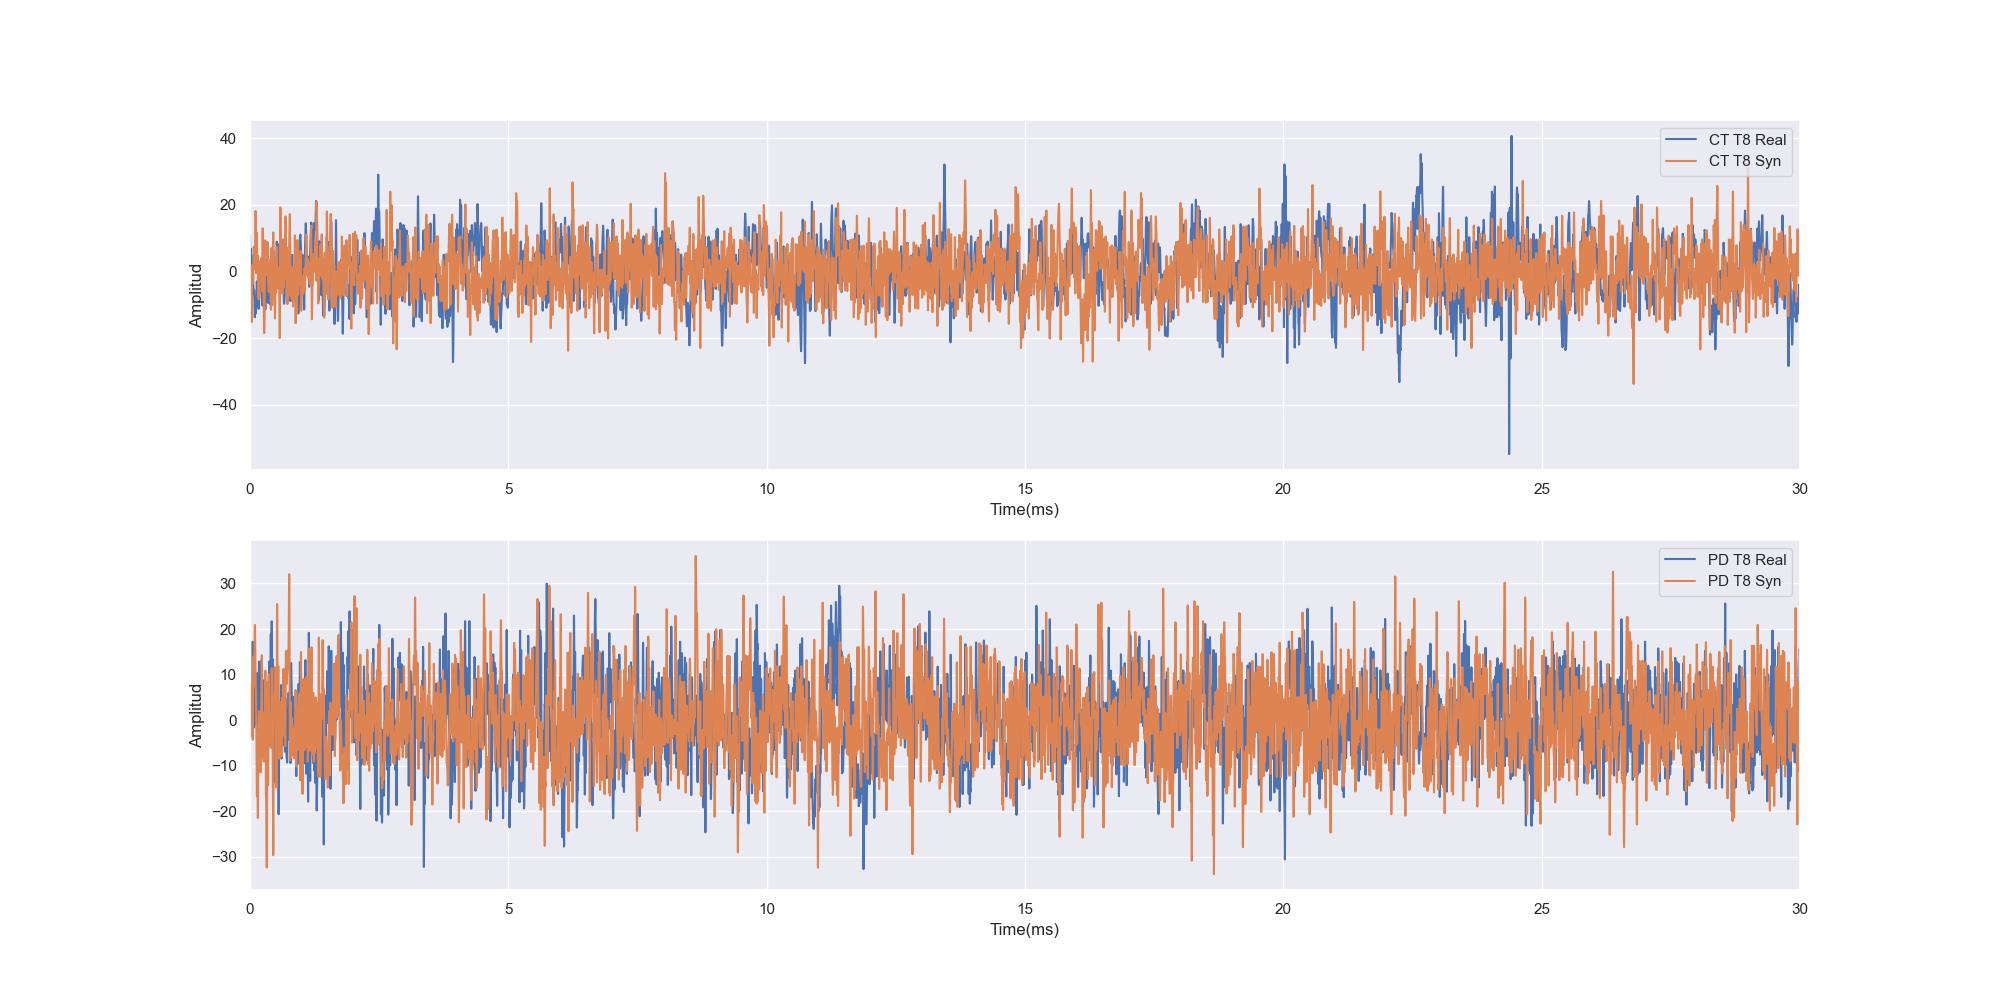 40
20
0
−20
−40
Amplitud
CT T8 Real
CT T8 Syn
0 5 10 15 20 25 30
Time(ms)
30
20
10
0
−10
−20
−30
Amplitud
PD T8 Real
PD T8 Syn
0 5 10 15 20 25 30
Time(ms)